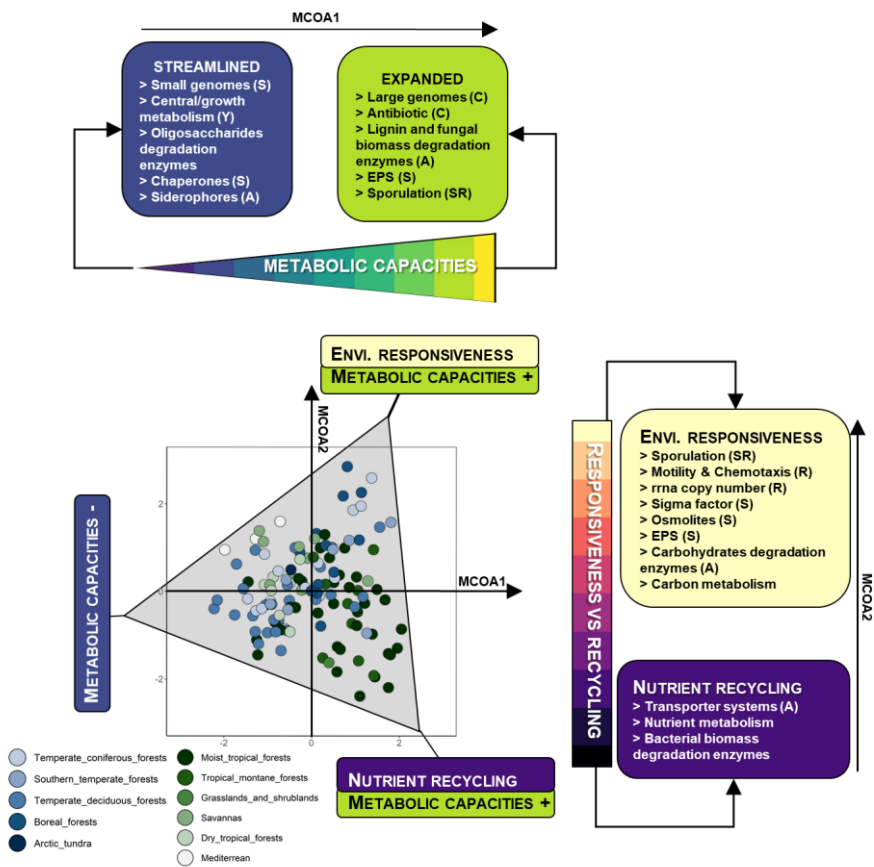 MCOA1
STREAMLINED
> Small genomes (S)
> Central/growth
metabolism (Y)
> Oligosaccharides
degradation
enzymes
> Chaperones (S)
> Siderophores (A)
EXPANDED
> Large genomes (C)
> Antibiotic (C)
> Lignin and fungal
biomass degradation
enzymes (A)
> EPS (S)
> Sporulation (SR)
METABOLIC CAPACITIES
ENVI. RESPONSIVENESS
METABOLIC CAPACITIES +
MCOA2
METABOLIC CAPACITIES -
MCOA1
2
0
-2
-2
0
2
NUTRIENT RECYCLING
METABOLIC CAPACITIES +
RESPONSIVENESS VS RECYCLING
ENVI. RESPONSIVENESS
> Sporulation (SR)
> Motility & Chemotaxis (R)
> rrna copy number (R)
> Sigma factor (S)
> Osmolites (S)
> EPS (S)
> Carbohydrates degradation
enzymes (A)
> Carbon metabolism
MCOA2
NUTRIENT RECYCLING
> Transporter systems (A)
> Nutrient metabolism
> Bacterial biomass
degradation enzymes
Temperate_coniferous_forests
Southern_temperate_forests
Temperate_deciduous_forests
Boreal_forests
Arctic_tundra
Moist_tropical_forests
Tropical_montane_forests
Grasslands_and_shrublands
Savannas
Dry_tropical_forests
Mediterrean